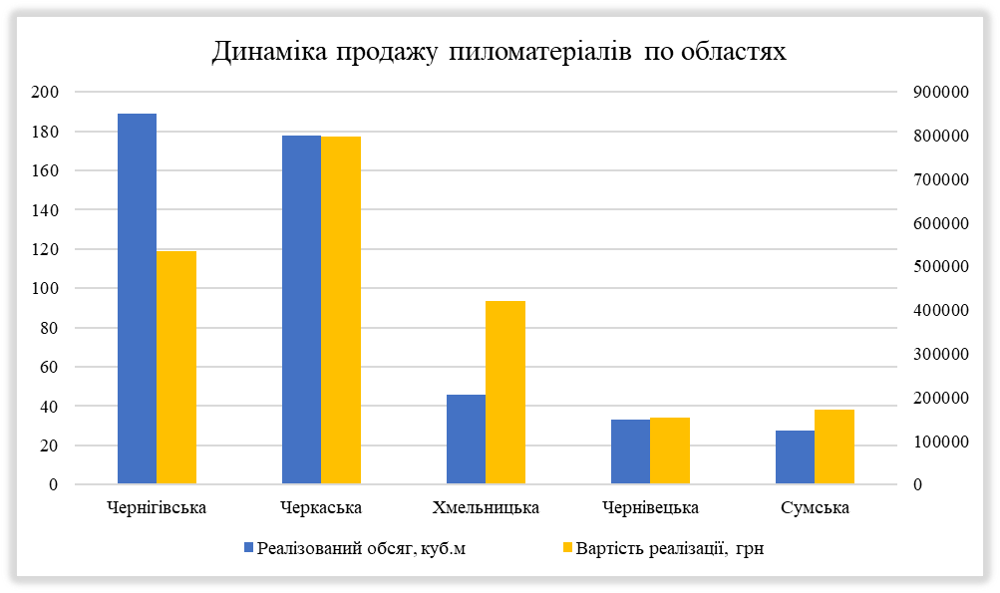 Динаміка продажу пиломатеріалів по областях
200
180
160
140
120
100
80
60
40
20
0
900000
800000
700000
600000
500000
400000
300000
200000
100000
0
Чернігівська
Черкаська
Хмельницька
Чернівецька
Сумська
Реалізований обсяг, куб.м
Вартість реалізації, грн